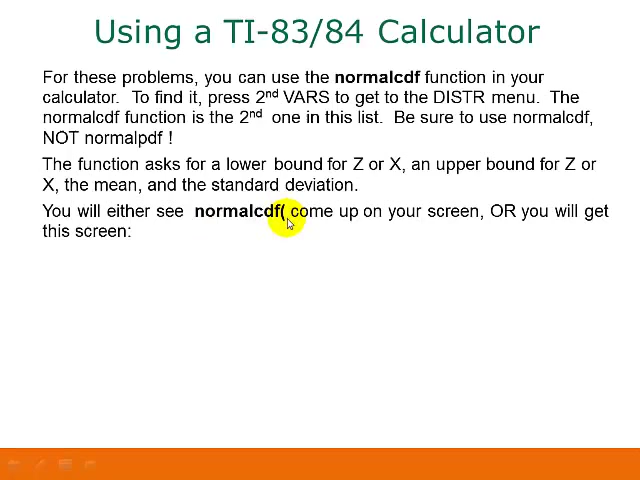 Using a TI-83/84 Calculator
For these problems, you can use the normalcdf function in your
calculator. To find it, press 2nd VARS to get to the DISTR menu. The
normalcdf function is the 2nd one in this list. Be sure to use normalcdf,
NOT normalpdf !
The function asks for a lower bound for Z or X, an upper bound for Z or
X, the mean, and the standard deviation.
You will either see normalcdf( come up on your screen, OR you will get
this screen: